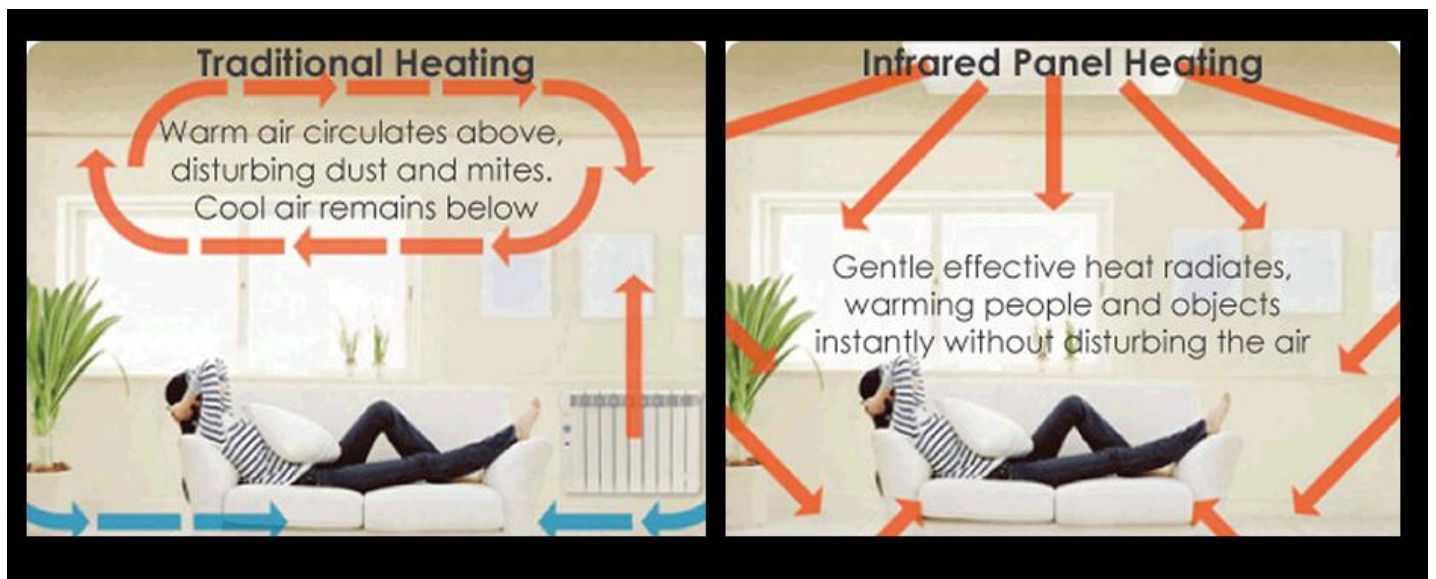 Traditional Heating
Warm air circulates above,
disturbing dust and mites.
Cool air remains below
Infrared Panel Heating
Gentle effective heat radiates,
warming people and objects
instantly without disturbing the air